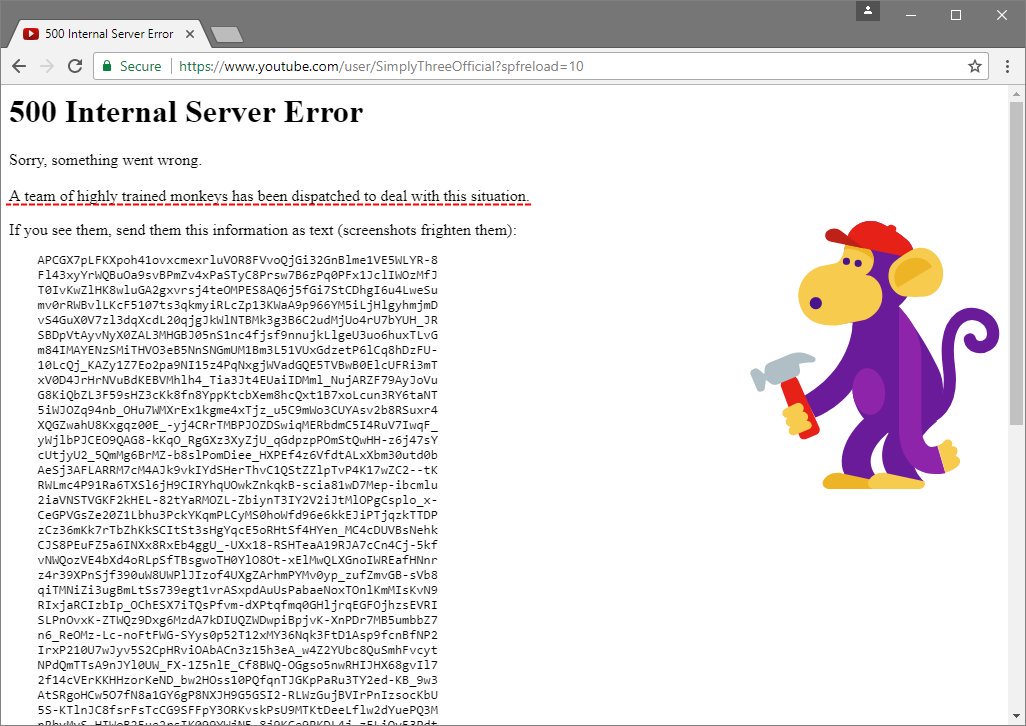 500 Internal Server Error
Secure https://www.youtube.com/user/SimplyThreeOfficial?spfreload=10
500 Internal Server Error
Sorry, something went wrong.
A team of highly trained monkeys has been dispatched to deal with this situation.
If you see them, send them this information as text (screenshots frighten them):
APCGX7pLFKXpoh41ovxcmexrluVOR8FVvoQjGi32GnBlme1VE5WLYR-8
Fl43xyYrWQBuOa9svBPmZv4xPaSTyC8Prsw7B6zPq0PFx1JclIWOzMfJ
T0IvKwZlHK8wluGA2gxvrsj4teOMPES8AQ6j5fGi7StCDhgI6u4LweSu
mv0rRWBvlLKcF5107ts3qkmyiRLcZp13KWaA9p966YM5iLjHlgyhmjmD
vS4GuX0V7zl3dqXcdL20qjgJkWlNTBMk3g3B6C2udMjUo4rU7bYUH_JR
SBDpVtAyvNyX0ZAL3MHGBJ05nS1nc4fjsf9nnujkLlgeU3uo6huxTLvG
m84IMAYENzSMiTHVO3eB5NnSNGmUM1Bm3L51VUxGdzetP6lCq8hDzFU-
10LcQj_KAZy1Z7Eo2pa9NI15z4PqNxgjWVadGQE5TVBwB0ElcUFRi3mT
xV0D4JrHrNVuBdKEBVMhlh4_Tia3Jt4EUaiIDMml_NujARZF79AyJoVu
G8KiQbZL3F59sHZ3cKk8fn8YppKtcbXem8hcQxt1B7xoLcun3RY6taNT
5iWJOZq94nb_OHu7WMXrEx1kgme4xTjz_u5C9mWo3CUYAsv2b8RSuxr4
XQGZwahU8Kxgqz00E_-yj4CRrTMBPJOZDSwiqMERbdmC5I4RuV7IwqF_
yWjlbPJCEO9QAG8-kKqO_RgGXz3XyZjU_qGdpzpPOmStQwHH-z6j47sY
cUtjyU2_5QmMg6BrMZ-b8slPomDiee_HXPEf4z6VfdtALxXbm30utd0b
AeSj3AFLARRM7cM4AJk9vkIYdSHerThvC1QStZZlpTvP4K17wZC2--tK
RWLmc4P91Ra6TXSl6jH9CIRYhqUOwkZnkqkB-scia81wD7Mep-ibcmlu
2iaVNSTVGKF2kHEL-82tYaRMOZL-ZbiynT3IY2V2iJtMlOPgCsplo_x-
CeGPVGsZe20Z1Lbhu3PckYKqmPLCyMS0hoWfd96e6kkEJiPTjqzkTTDP
zCz36mKk7rTbZhKkSCItSt3sHgYqcE5oRHtSf4HYen_MC4cDUVBsNehk
CJS8PEuFZ5a6INXx8RxEb4ggU_-UXx18-RSHTeaA19RJA7cCn4Cj-5kf
vNWQozVE4bXd4oRLpSfTBsgwoTH0YlO8Ot-xElMwQLXGnoIWREafHNnr
z4r39XPnSjf390uW8UWPlJIzof4UXgZArhmPYMv0yp_zufZmvGB-sVb8
qiTMNiZi3ugBmLtSs739egt1vrASxpdAuUsPabaeNoxTOnlKmMIsKvN9
RIxjaRCIzbIp_OChESX7iTQsPfvm-dXPtqfmq0GHljrqEGFOjhzsEVRI
SLPnOvxK-ZTWQz9Dxg6MzdA7kDIUQZWDwpiBpjvK-XnPDr7MB5umbbZ7
n6_ReOMz-Lc-noFtFWG-SYys0p52T12xMY36Nqk3FtD1Asp9fcnBfNP2
IrxP210U7wJyv5S2CpHRviOAbACn3z15h3eA_w4Z2YUbc8QuSmhFvcyt
NPdQmTTsA9nJYl0UW_FX-1Z5nlE_Cf8BWQ-OGgso5nwRHIJHX68gvIl7
2f14cVErKKHHzorKeND_bw2HOss10PQfqnTJGKpPaRu3TY2ed-KB_9w3
AtSRgoHCw5O7fN8a1GY6gP8NXJH9G5GSI2-RLWzGujBVIrPnIzsocKbU
5S-KTlnJC8fsrFsTcCG9SFFpY3ORKvskPsU9MTKtDeeLflw2dYuePQ3M